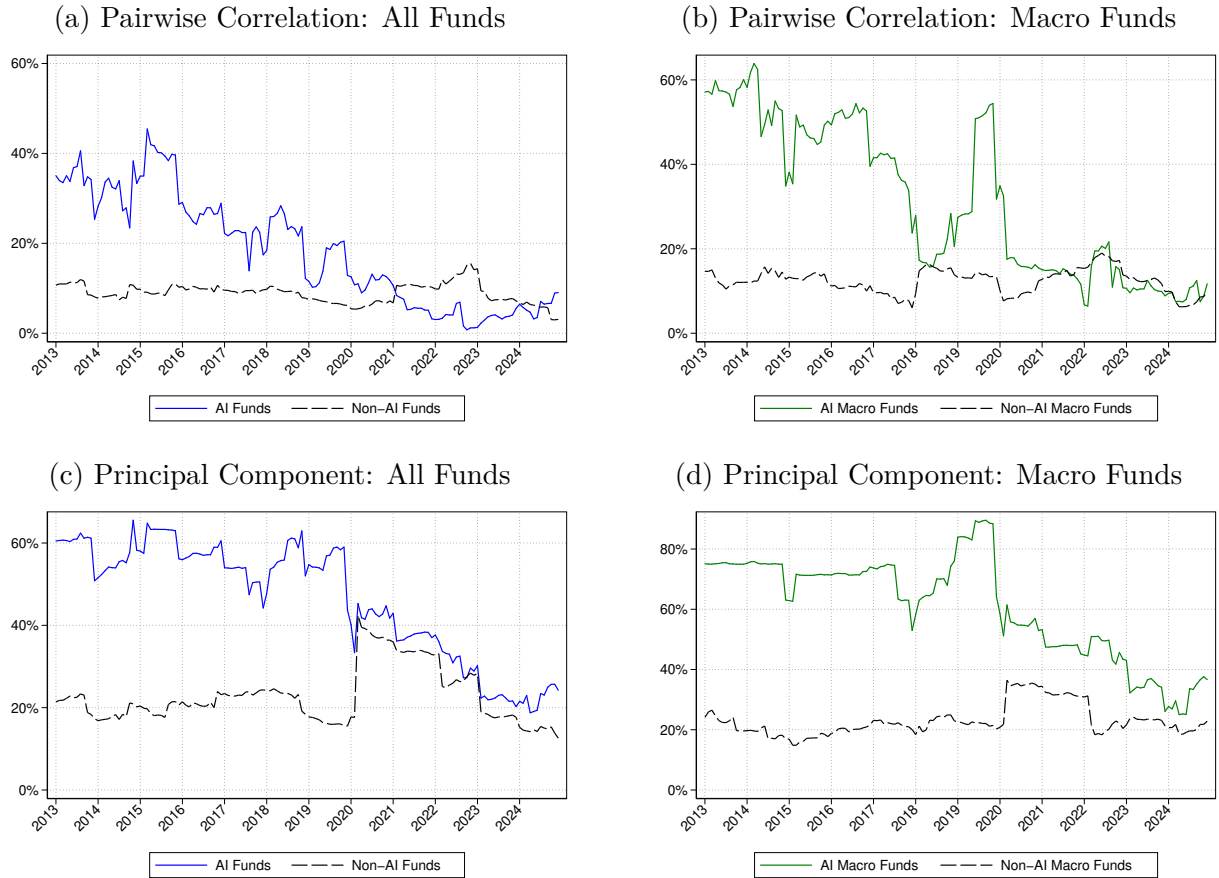 (a) Pairwise Correlation: All Funds
60%
40%
20%
0%
2013 2014 2015 2016 2017 2018 2019 2020 2021 2022 2023 2024
AI Funds Non-AI Funds
(b) Pairwise Correlation: Macro Funds
60%
40%
20%
0%
2013 2014 2015 2016 2017 2018 2019 2020 2021 2022 2023 2024
AI Macro Funds Non-AI Macro Funds
(c) Principal Component: All Funds
60%
40%
20%
0%
2013 2014 2015 2016 2017 2018 2019 2020 2021 2022 2023 2024
AI Funds Non-AI Funds
(d) Principal Component: Macro Funds
80%
60%
40%
20%
0%
2013 2014 2015 2016 2017 2018 2019 2020 2021 2022 2023 2024
AI Macro Funds Non-AI Macro Funds